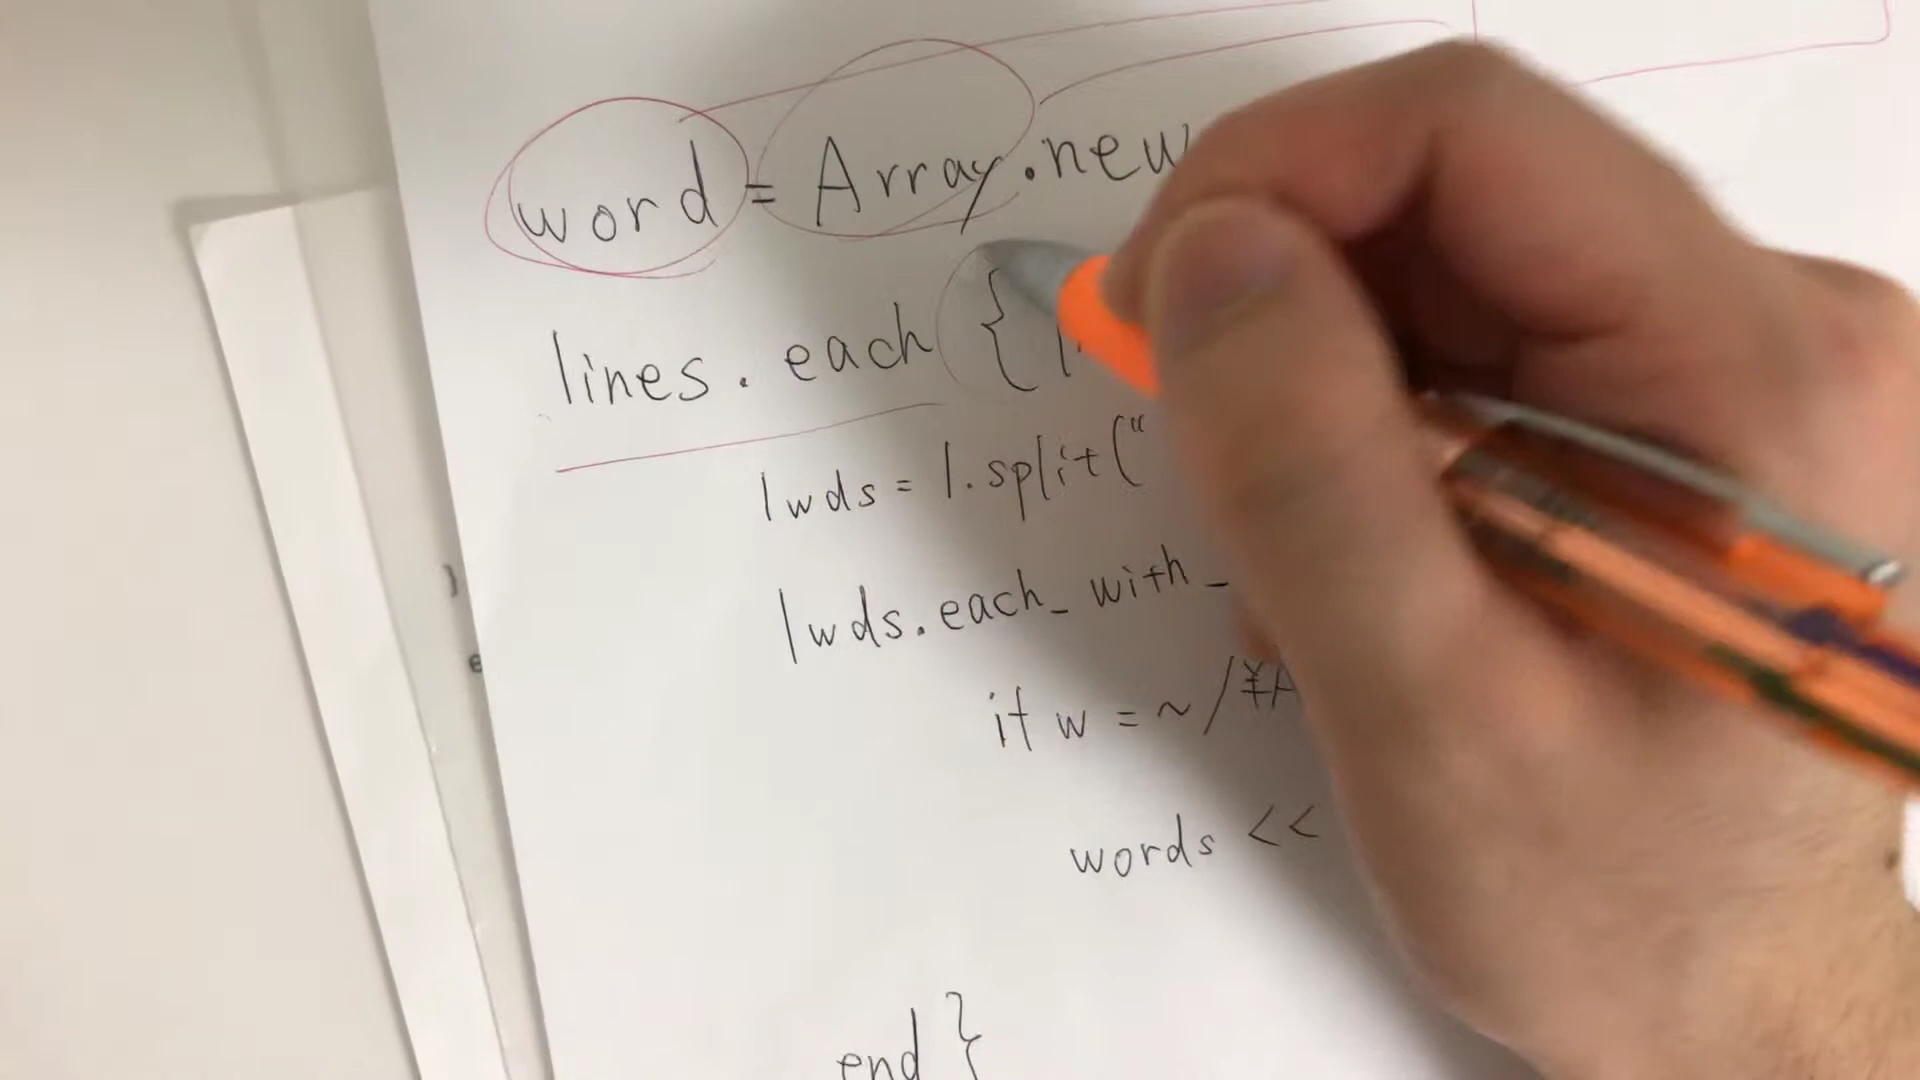 word = Array.new
lines. each {
lwds = l.split("
lwds.each_with_
if w =~/¥A
words <<
end }
}
e